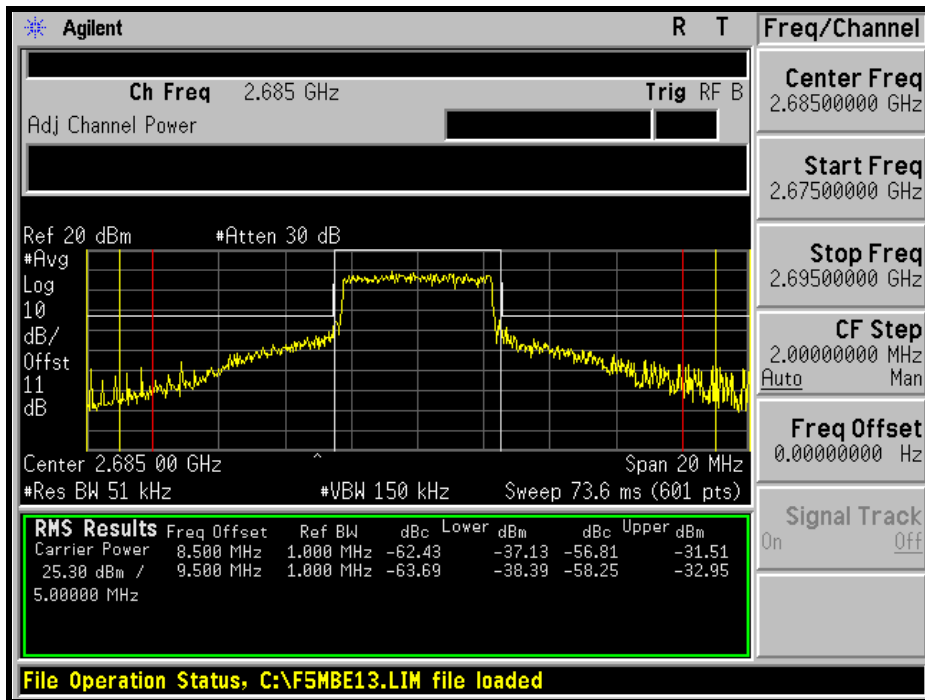 Agilent R T
Freq/Channel
Ch Freq 2.685 GHz Trig RF B
Adj Channel Power
Center Freq
2.68500000 GHz
Start Freq
2.67500000 GHz
Stop Freq
2.69500000 GHz
CF Step
2.00000000 MHz
Auto Man
Freq Offset
0.00000000 Hz
Signal Track
On Off
Ref 20 dBm #Atten 30 dB
#Avg
Log
10
dB/
Offst
11
dB
Center 2.685 00 GHz ^ Span 20 MHz
#Res BW 51 kHz #VBW 150 kHz Sweep 73.6 ms (601 pts)
RMS Results Freq Offset Ref BW dBc Lower dBm dBc Upper dBm
Carrier Power 8.500 MHz 1.000 MHz -62.43 -37.13 -56.81 -31.51
25.30 dBm / 9.500 MHz 1.000 MHz -63.69 -38.39 -58.25 -32.95
5.00000 MHz
File Operation Status, C:\F5MBE13.LIM file loaded